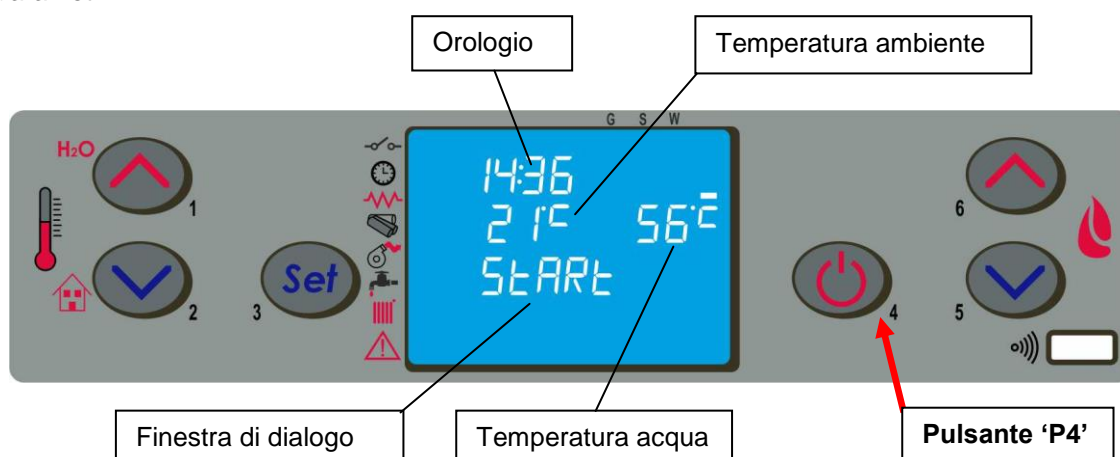 Orologio
Temperatura ambiente
G S W
H2O
14:36
1
21°C
56°C
6
StARt
Set
2
3
4
5
Finestra di dialogo
Temperatura acqua
Pulsante ‘P4’